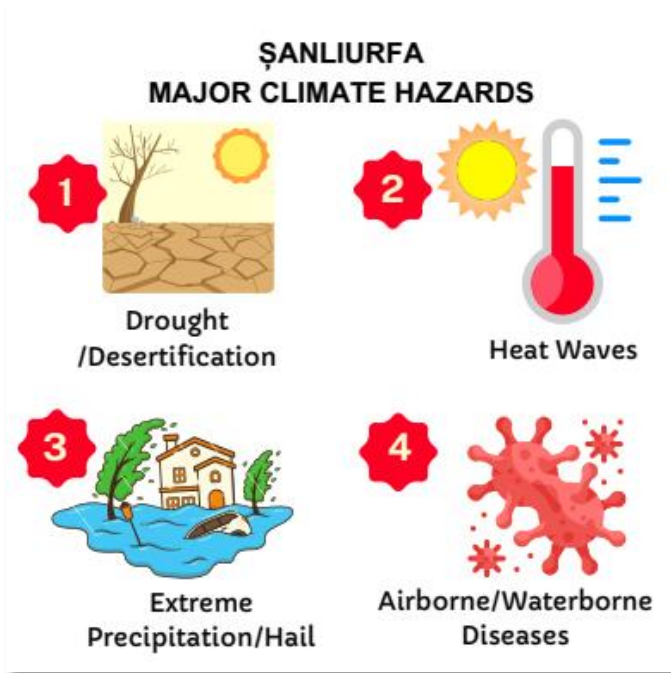 ŞANLIURFA
MAJOR CLIMATE HAZARDS
1
2
Drought
/Desertification
Heat Waves
3
4
Extreme
Precipitation/Hail
Airborne/Waterborne
Diseases